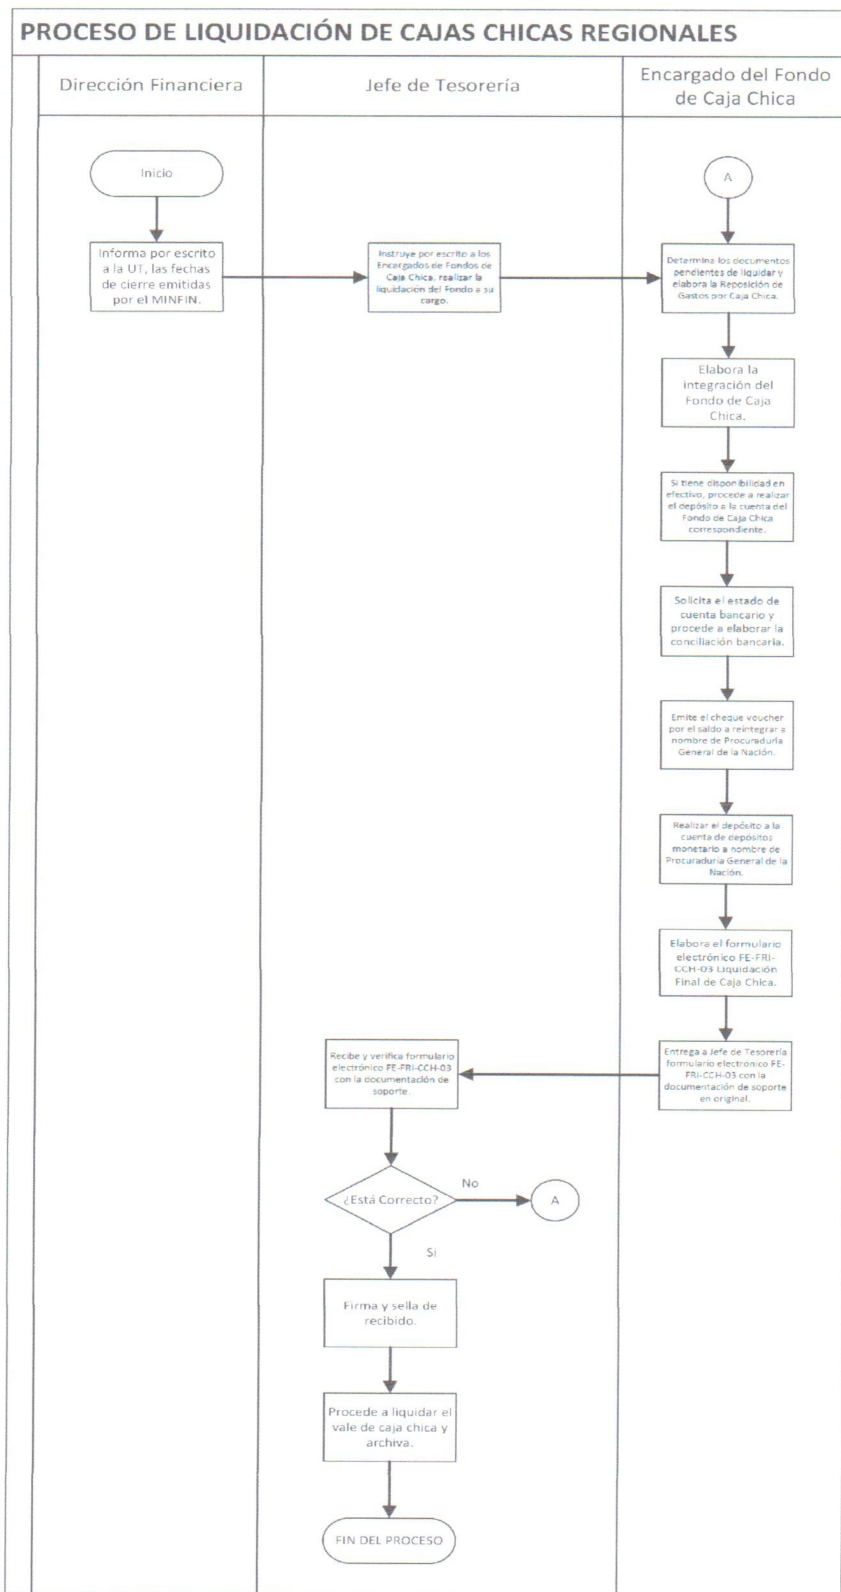 PROCESO DE LIQUIDACIÓN DE CAJAS CHICAS REGIONALES
Dirección Financiera
Jefe de Tesorería
Encargado del Fondo
de Caja Chica
Inicio
A
Informa por escrito
a la UT, las fechas
de cierre emitidas
por el MINFIN.
Instruye por escrito a los
Encargados de Fondos de
Caja Chica, realizar la
liquidación del Fondo a su
cargo.
Determina los documentos
pendientes de liquidar y
elabora la Reposición de
Gastos por Caja Chica.
Elabora la
integración del
Fondo de Caja
Chica.
Si tiene disponibilidad en
efectivo, procede a realizar
el depósito a la cuenta del
Fondo de Caja Chica
correspondiente.
Solicita el estado de
cuenta bancario y
procede a elaborar la
conciliación bancaria.
Emite el cheque voucher
por el saldo a reintegrar a
nombre de Procuraduría
General de la Nación.
Realizar el depósito a la
cuenta de depósitos
monetario a nombre de
Procuraduría General de la
Nación.
Elabora el formulario
electrónico FE-FRI-
CCH-03 Liquidación
Final de Caja Chica.
Entrega a Jefe de Tesorería
formulario electrónico FE-
FRI-CCH-03 con la
documentación de soporte
en original.
Recibe y verifica formulario
electrónico FE-FRI-CCH-03
con la documentación de
soporte.
¿Está Correcto?
No
A
Si
Firma y sella de
recibido.
Procede a liquidar el
vale de caja chica y
archiva.
FIN DEL PROCESO